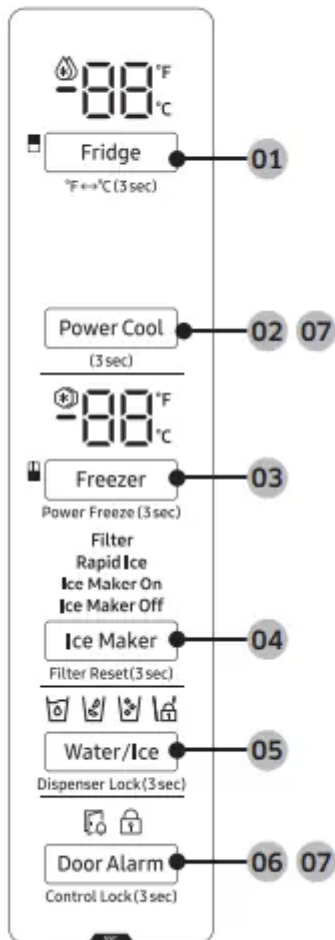 -88 °F
°C
Fridge 01
°F↔°C (3 sec)
Power Cool 02 07
(3 sec)
-88 °F
°C
Freezer 03
Power Freeze (3 sec)
Filter
Rapid Ice
Ice Maker On
Ice Maker Off
Ice Maker 04
Filter Reset(3 sec)
Water/Ice 05
Dispenser Lock (3 sec)
Door Alarm 06 07
Control Lock (3 sec)